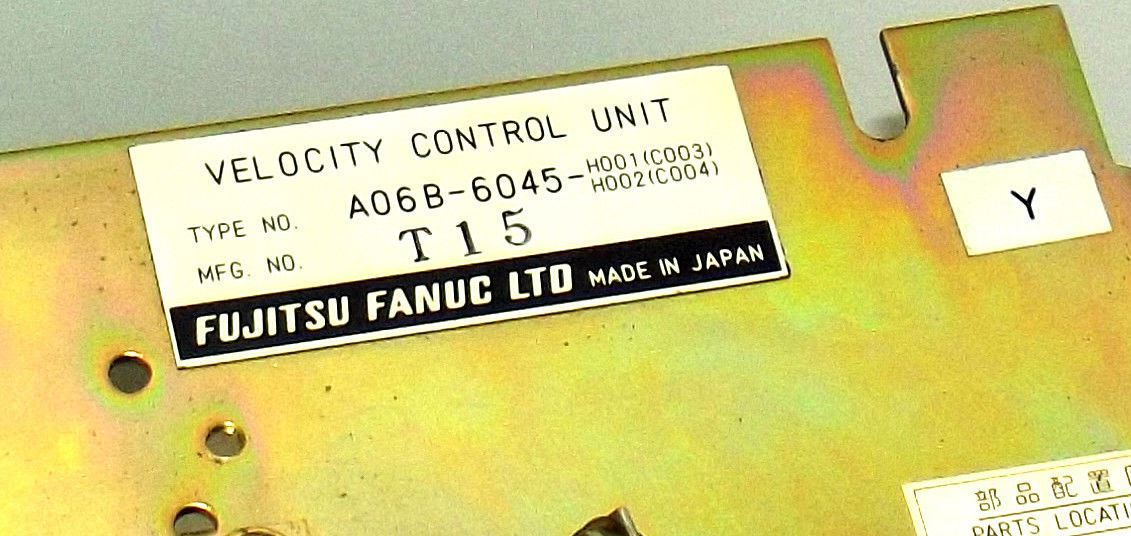 VELOCITY CONTROL UNIT
TYPE NO. A06B-6045-H001(C003)
H002(C004)
MFG. NO. T15
FUJITSU FANUC LTD MADE IN JAPAN
Y
部品配置
PARTS LOCATI